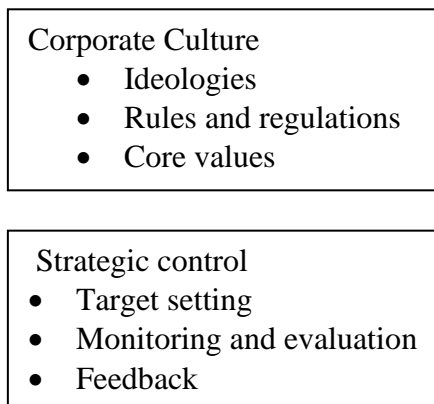 Corporate Culture
• Ideologies
• Rules and regulations
• Core values
Strategic control
• Target setting
• Monitoring and evaluation
• Feedback